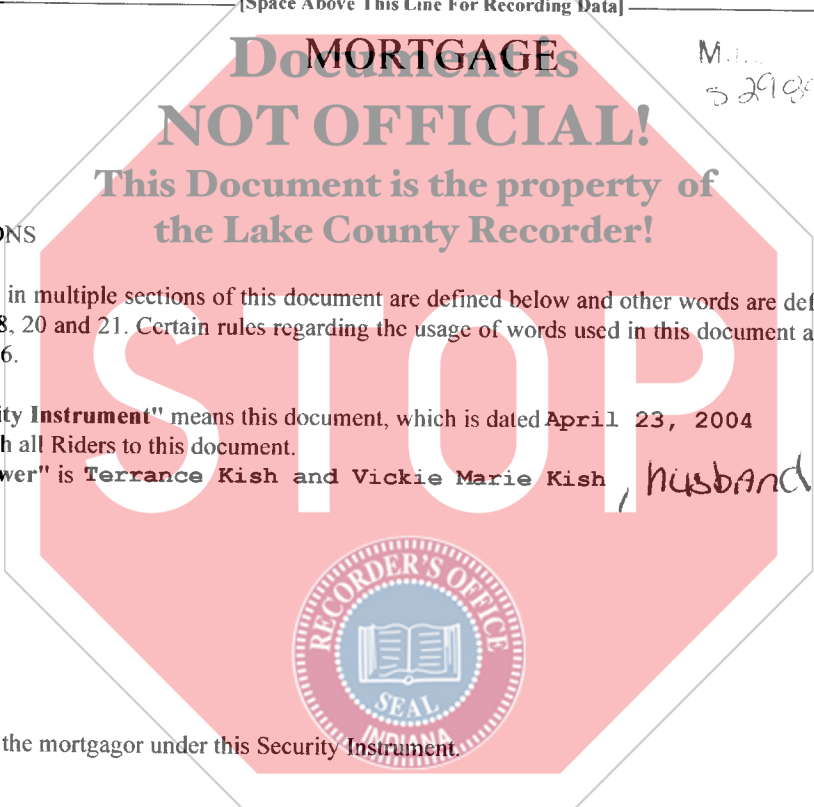 [Space Above This Line For Recording Data]
MORTGAGE
Document is
NOT OFFICIAL!
This Document is the property of
the Lake County Recorder!
ONS
in multiple sections of this document are defined below and other words are def
8, 20 and 21. Certain rules regarding the usage of words used in this document a
6.
ity Instrument" means this document, which is dated April 23, 2004
h all Riders to this document.
wer" is Terrance Kish and Vickie Marie Kish , husband
STOP
RECORDER'S OFFICE
SEAL
INDIANA
the mortgagor under this Security Instrument.